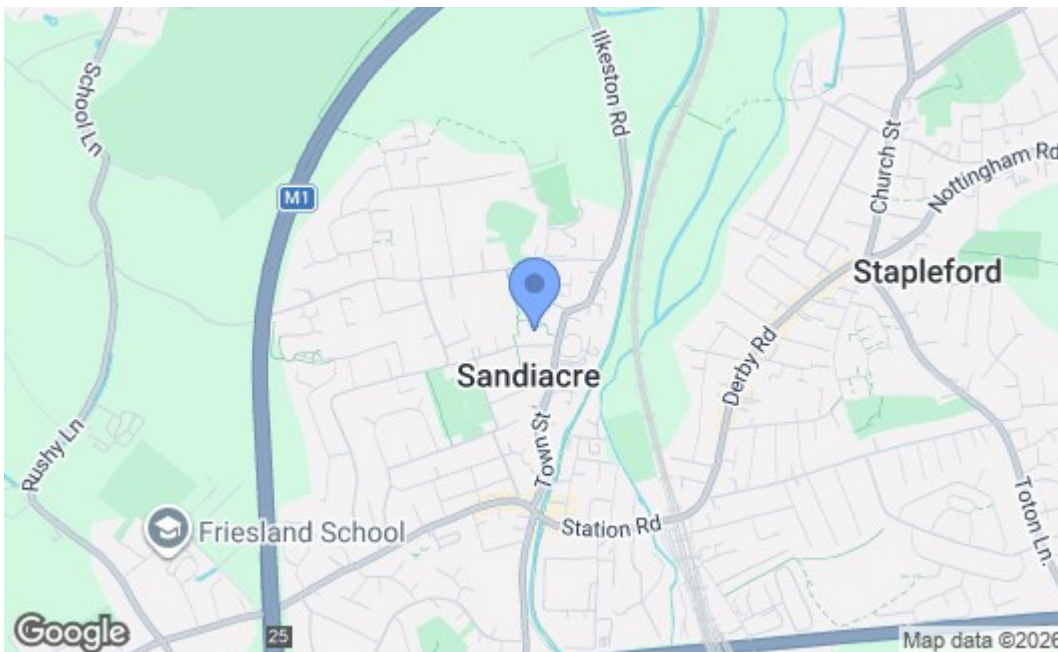 Ilkeston Rd
School Ln
Church St
Nottingham Rd
M1
Stapleford
Sandiacre
Derby Rd
Town St
Rushy Ln
Station Rd
Toton Ln.
Friesland School
25
Google
Map data ©2026